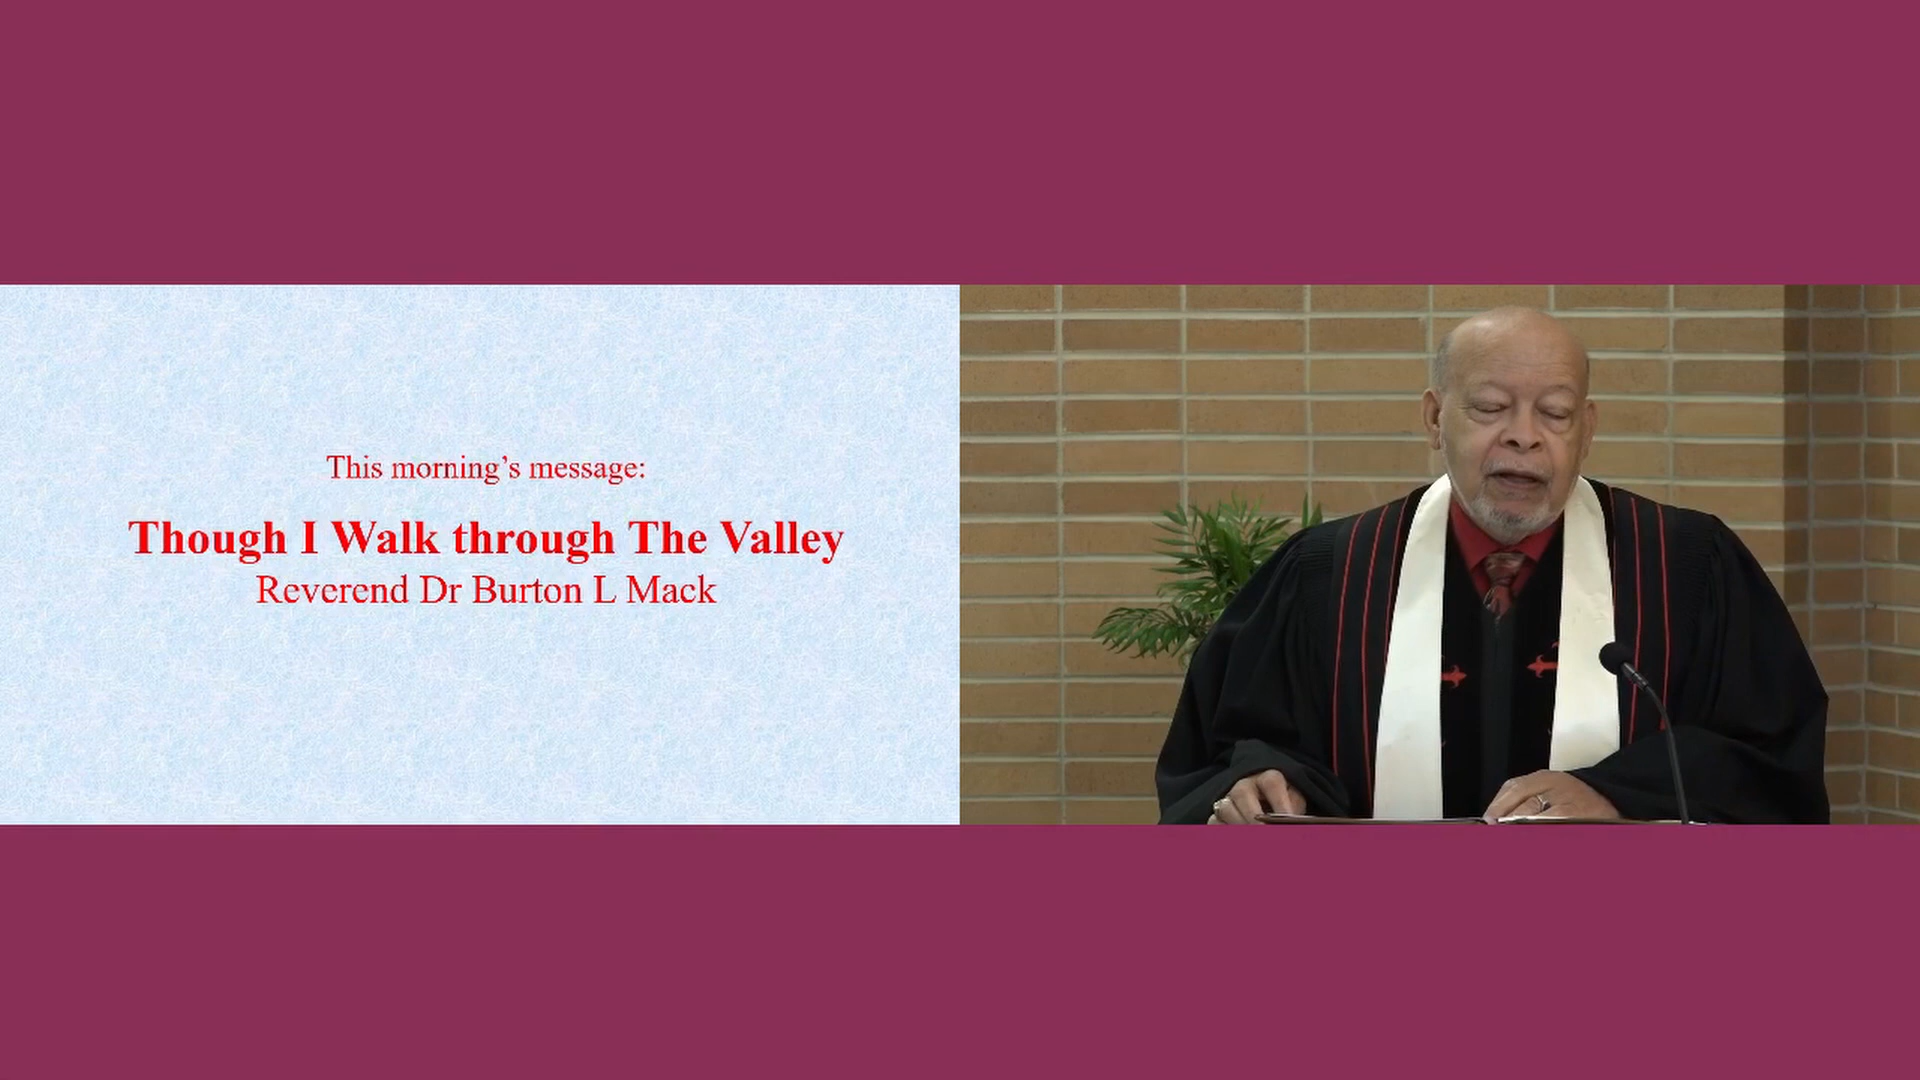 This morning’s message:
Though I Walk through The Valley
Reverend Dr Burton L Mack